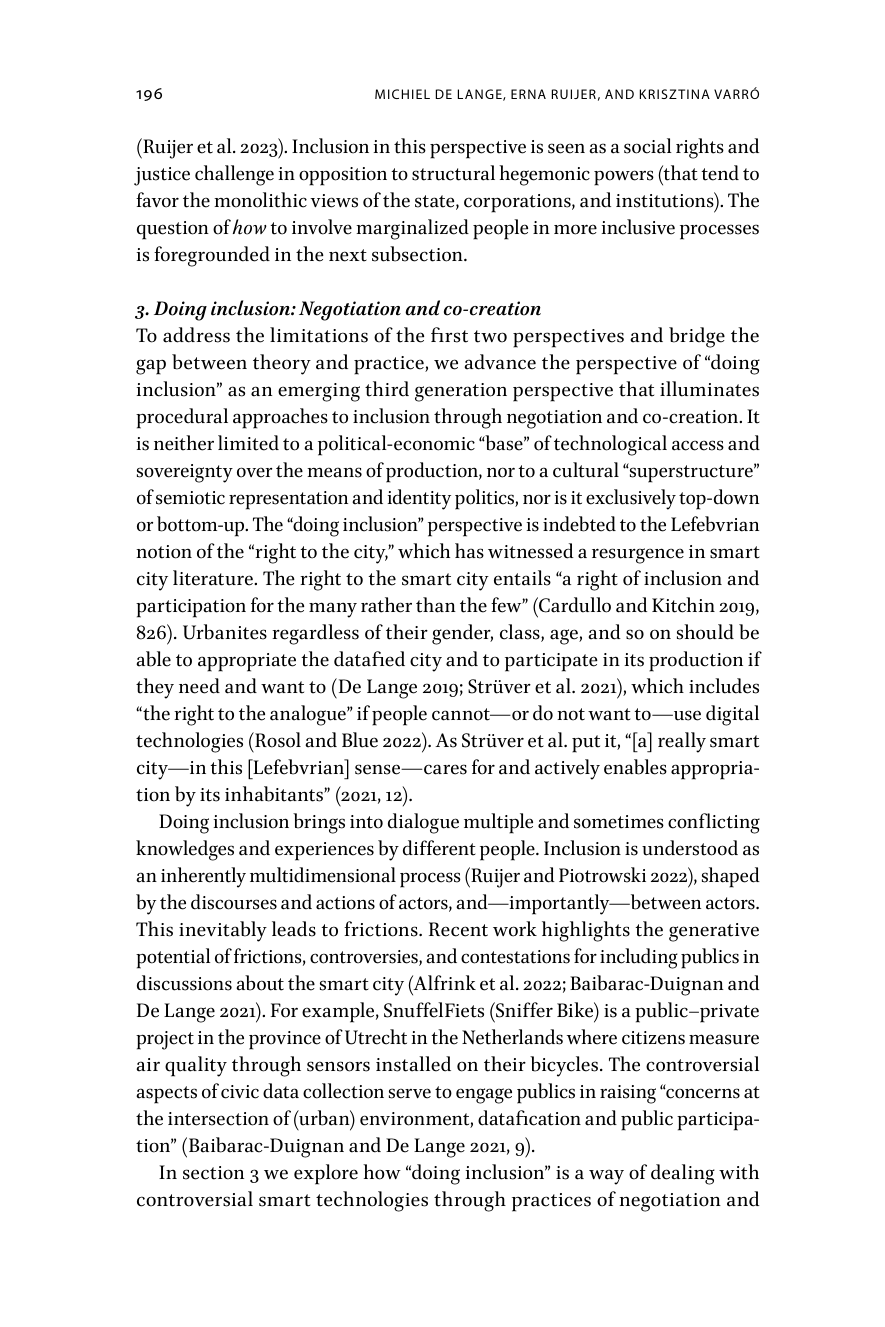 196
MICHIEL DE LANGE, ERNA RUIJER, AND KRISZTINA VARRÓ
(Ruijer et al. 2023). Inclusion in this perspective is seen as a social rights and
justice challenge in opposition to structural hegemonic powers (that tend to
favor the monolithic views of the state, corporations, and institutions). The
question of how to involve marginalized people in more inclusive processes
is foregrounded in the next subsection.
3. Doing inclusion: Negotiation and co-creation
To address the limitations of the first two perspectives and bridge the
gap between theory and practice, we advance the perspective of “doing
inclusion” as an emerging third generation perspective that illuminates
procedural approaches to inclusion through negotiation and co-creation. It
is neither limited to a political-economic “base” of technological access and
sovereignty over the means of production, nor to a cultural “superstructure”
of semiotic representation and identity politics, nor is it exclusively top-down
or bottom-up. The “doing inclusion” perspective is indebted to the Lefebvrian
notion of the “right to the city,” which has witnessed a resurgence in smart
city literature. The right to the smart city entails “a right of inclusion and
participation for the many rather than the few” (Cardullo and Kitchin 2019,
826). Urbanites regardless of their gender, class, age, and so on should be
able to appropriate the datafied city and to participate in its production if
they need and want to (De Lange 2019; Strüver et al. 2021), which includes
“the right to the analogue” if people cannot—or do not want to—use digital
technologies (Rosol and Blue 2022). As Strüver et al. put it, “[a] really smart
city—in this [Lefebvrian] sense—cares for and actively enables appropria-
tion by its inhabitants” (2021, 12).
Doing inclusion brings into dialogue multiple and sometimes conflicting
knowledges and experiences by different people. Inclusion is understood as
an inherently multidimensional process (Ruijer and Piotrowski 2022), shaped
by the discourses and actions of actors, and—importantly—between actors.
This inevitably leads to frictions. Recent work highlights the generative
potential of frictions, controversies, and contestations for including publics in
discussions about the smart city (Alfrink et al. 2022; Baibarac-Duignan and
De Lange 2021). For example, SnuffelFiets (Sniffer Bike) is a public–private
project in the province of Utrecht in the Netherlands where citizens measure
air quality through sensors installed on their bicycles. The controversial
aspects of civic data collection serve to engage publics in raising “concerns at
the intersection of (urban) environment, datafication and public participa-
tion” (Baibarac-Duignan and De Lange 2021, 9).
In section 3 we explore how “doing inclusion” is a way of dealing with
controversial smart technologies through practices of negotiation and